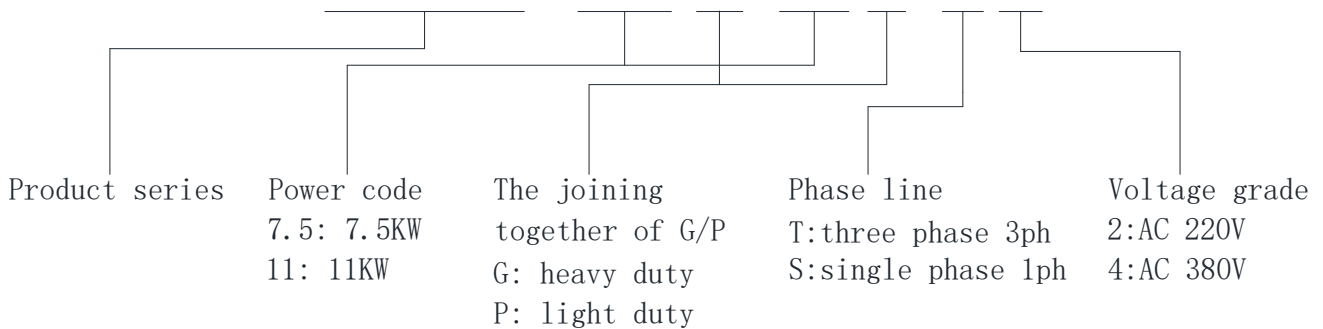 Product series
Power code
7.5: 7.5KW
11: 11KW
The joining
together of G/P
G: heavy duty
P: light duty
Phase line
T:three phase 3ph
S:single phase 1ph
Voltage grade
2:AC 220V
4:AC 380V